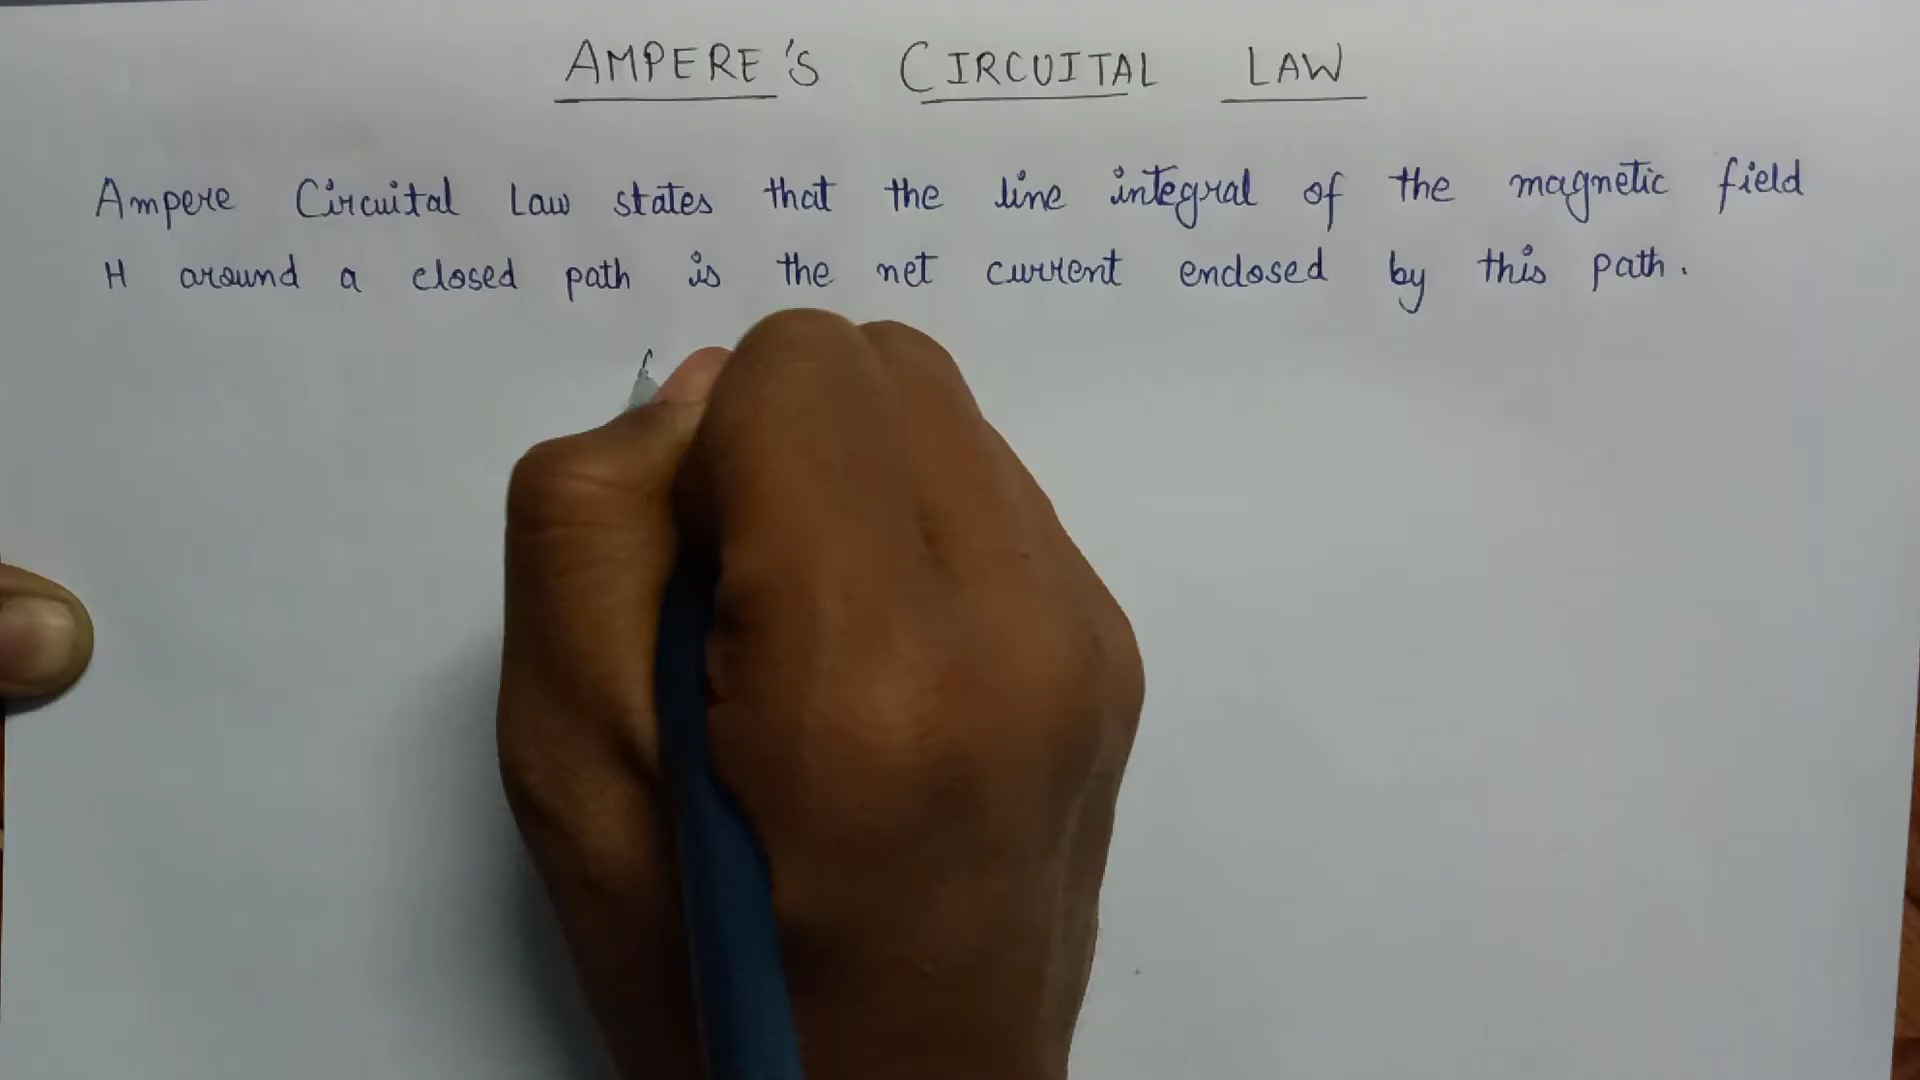 AMPERE'S CIRCUITAL LAW
Ampere Circuital Law states that the line integral of the magnetic field
H around a closed path is the net current enclosed by this path.